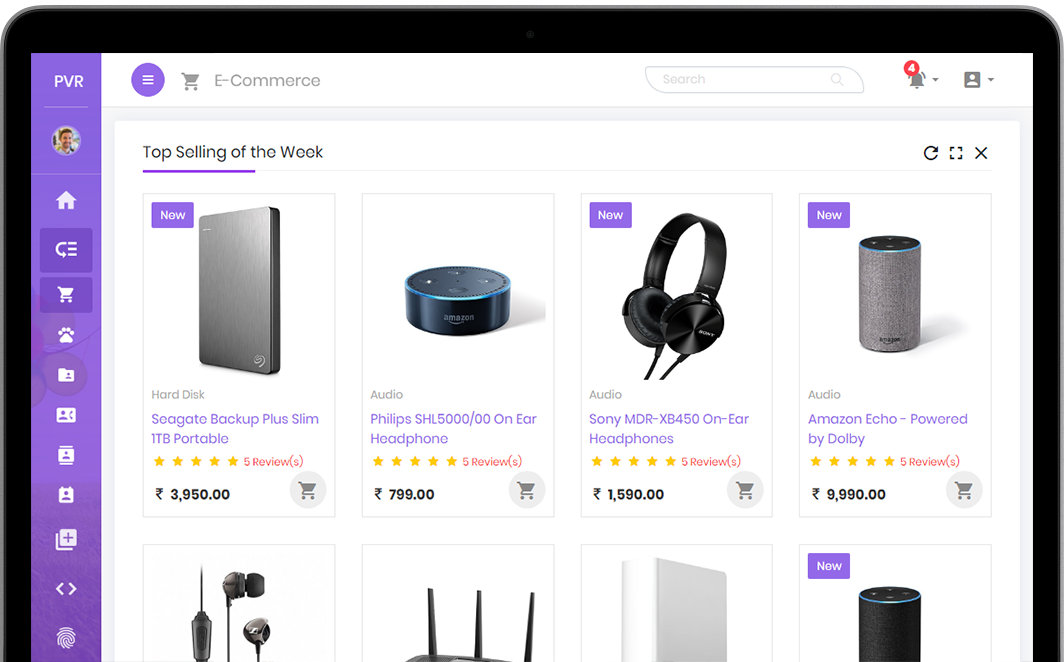 PVR
E-Commerce
Search
4
Top Selling of the Week
New
Hard Disk
Seagate Backup Plus Slim
1TB Portable
5 Review(s)
₹ 3,950.00
amazon
Audio
Philips SHL5000/00 On Ear
Headphone
5 Review(s)
₹ 799.00
New
SONY
Audio
Sony MDR-XB450 On-Ear
Headphones
5 Review(s)
₹ 1,590.00
New
amazon
Audio
Amazon Echo - Powered
by Dolby
5 Review(s)
₹ 9,990.00
New